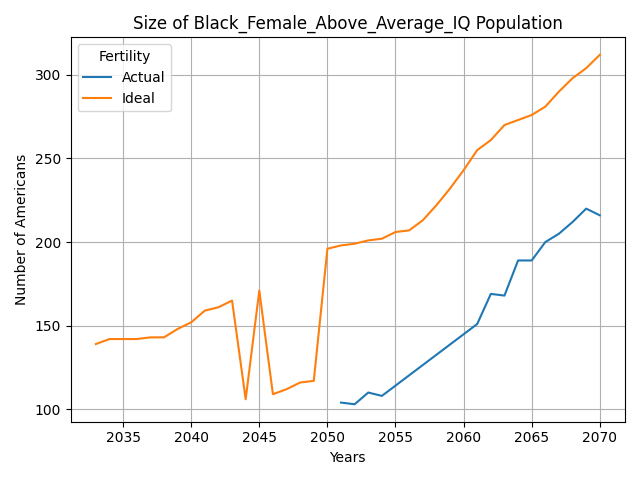 Size of Black_Female_Above_Average_IQ Population
Fertility
Actual
Ideal
Number of Americans
300
250
200
150
100
2035 2040 2045 2050 2055 2060 2065 2070
Years